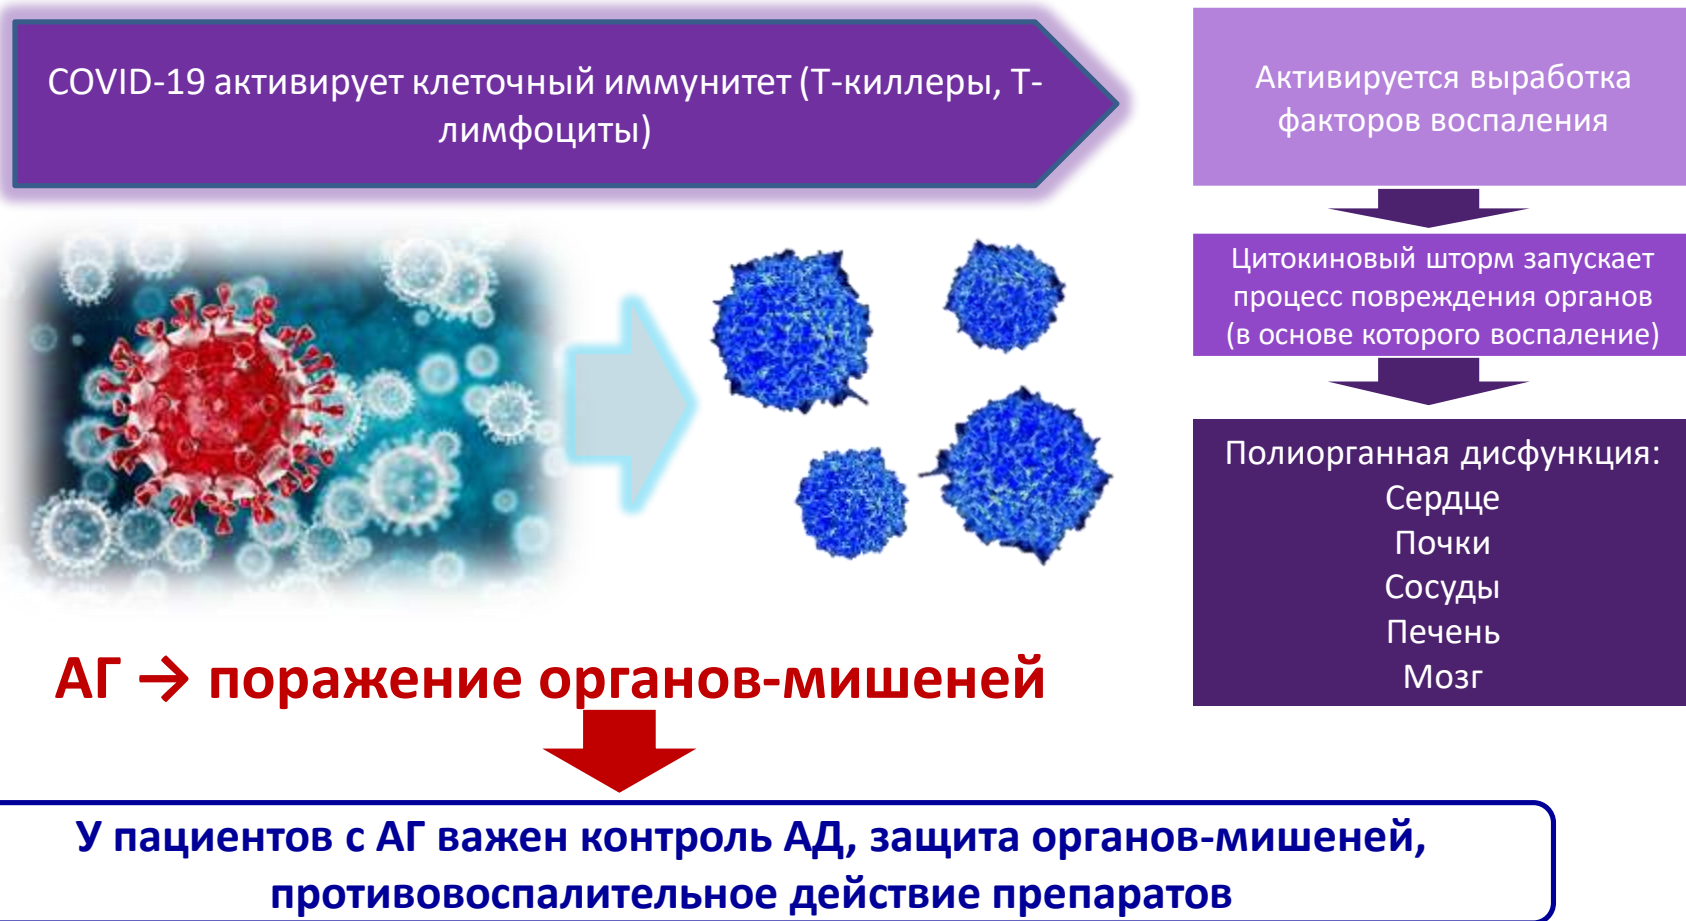 COVID-19 активирует клеточный иммунитет (Т-киллеры, Т-
лимфоциты)
Активируется выработка
факторов воспаления
Цитокиновый шторм запускает
процесс повреждения органов
(в основе которого воспаление)
Полиорганная дисфункция:
Сердце
Почки
Сосуды
Печень
Мозг
АГ → поражение органов-мишеней
У пациентов с АГ важен контроль АД, защита органов-мишеней,
противовоспалительное действие препаратов